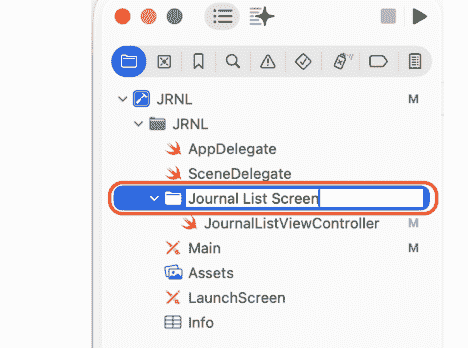 JRNL M
JRNL
AppDelegate
SceneDelegate
Journal List Screen
JournalListViewController M
Main M
Assets
LaunchScreen
Info